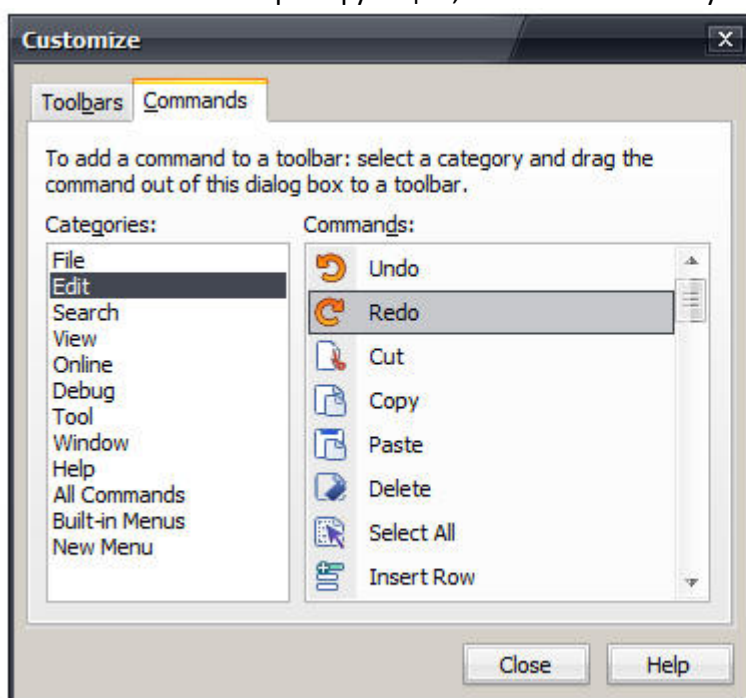 Customize
Toolbars Commands
To add a command to a toolbar: select a category and drag the
command out of this dialog box to a toolbar.
Categories: Commands:
File
Edit
Search
View
Online
Debug
Tool
Window
Help
All Commands
Built-in Menus
New Menu
Undo
Redo
Cut
Copy
Paste
Delete
Select All
Insert Row
Close Help